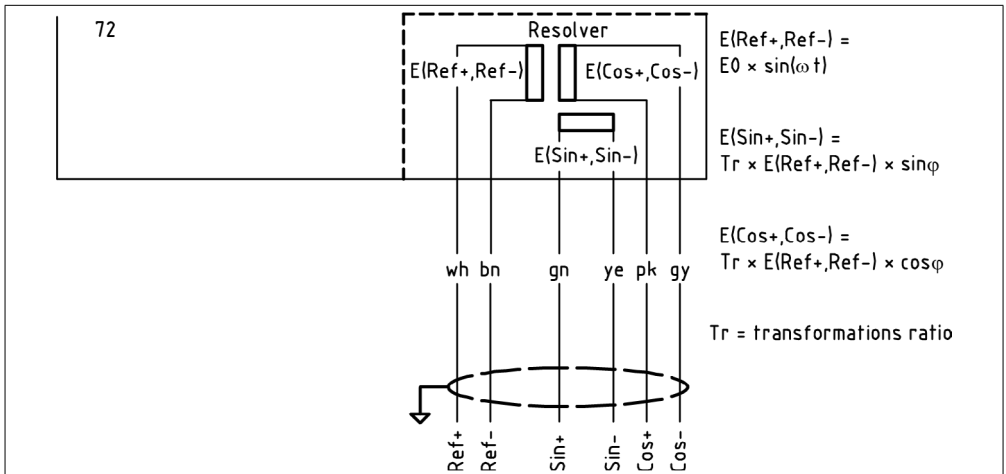 72
Resolver
E(Ref+,Ref-)
E(Cos+,Cos-)
E(Sin+,Sin-)
E(Ref+,Ref-) =
E0 × sin(ω t)
E(Sin+,Sin-) =
Tr × E(Ref+,Ref-) × sinφ
E(Cos+,Cos-) =
Tr × E(Ref+,Ref-) × cosφ
Tr = transformations ratio
wh bn gn ye pk gy
Ref+
Ref-
Sin+
Sin-
Cos+
Cos-